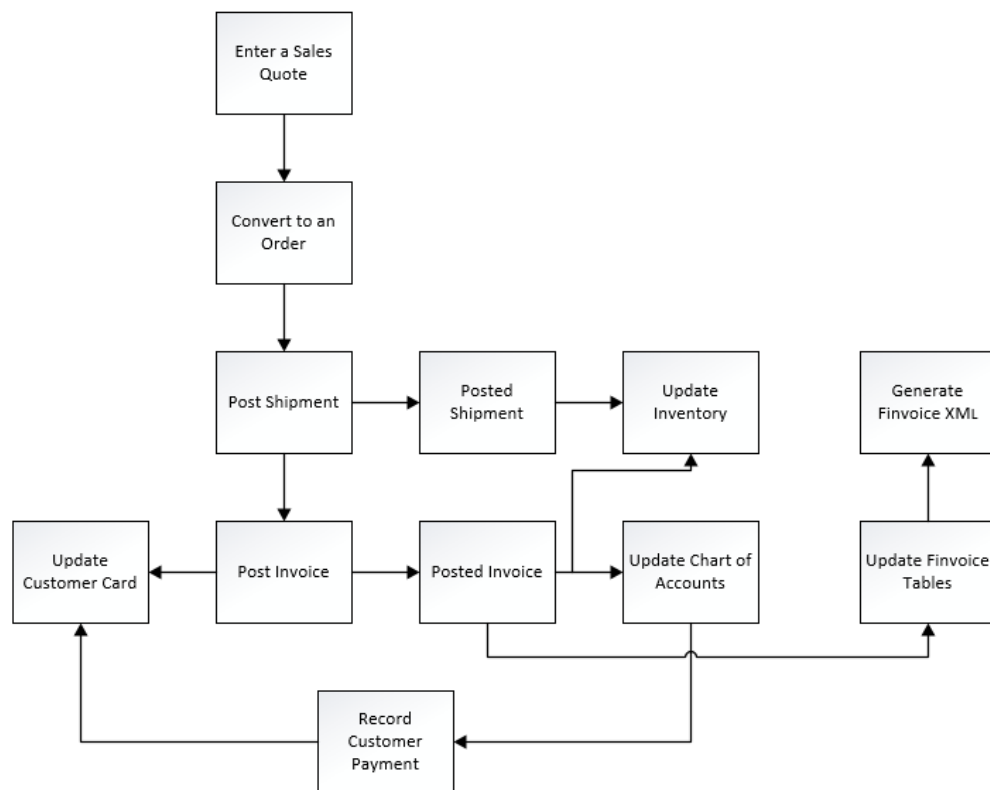 Enter a Sales
Quote
Convert to an
Order
Post Shipment
Posted
Shipment
Update
Inventory
Generate
Finvoice XML
Update
Customer Card
Post Invoice
Posted Invoice
Update Chart of
Accounts
Update Finvoice
Tables
Record
Customer
Payment